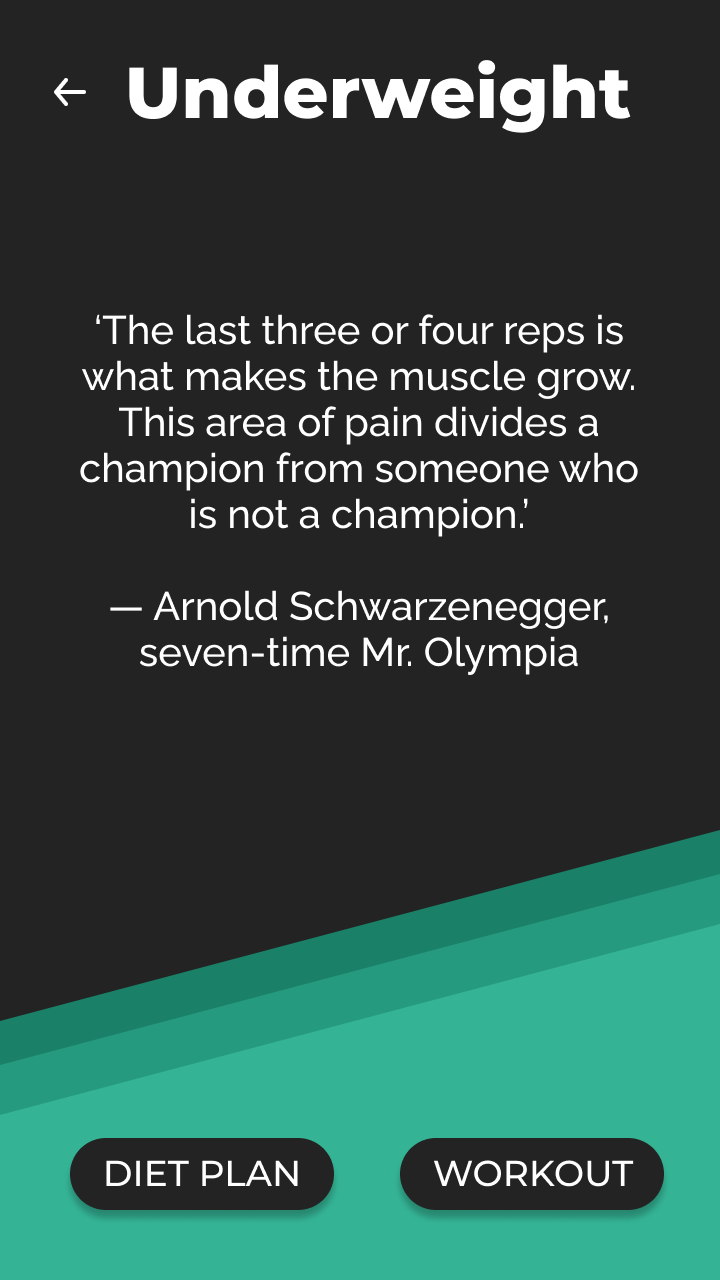 Underweight
‘The last three or four reps is
what makes the muscle grow.
This area of pain divides a
champion from someone who
is not a champion.’
— Arnold Schwarzenegger,
seven-time Mr. Olympia
DIET PLAN
WORKOUT